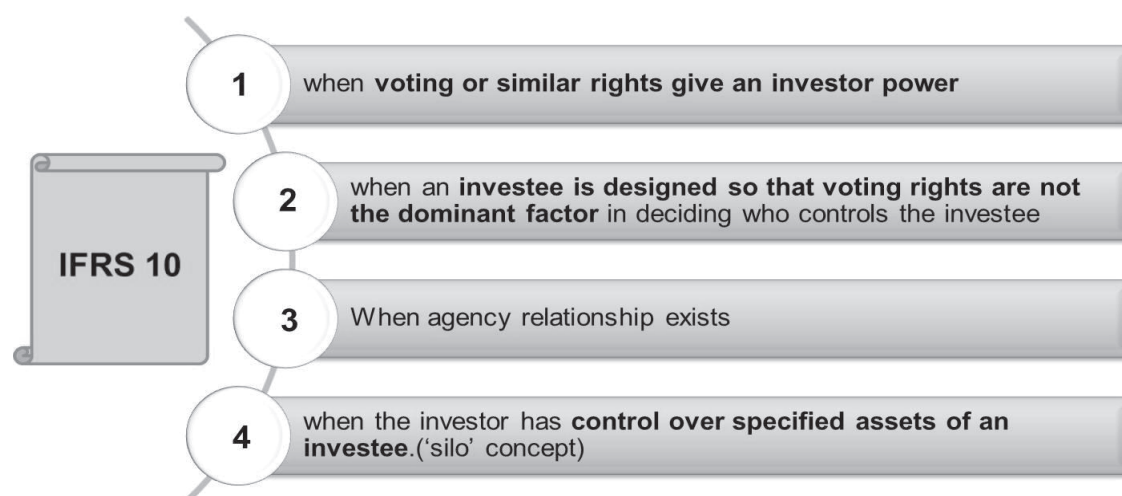 IFRS 10
1
when voting or similar rights give an investor power
2
when an investee is designed so that voting rights are not
the dominant factor in deciding who controls the investee
3
When agency relationship exists
4
when the investor has control over specified assets of an
investee.(‘silo’ concept)